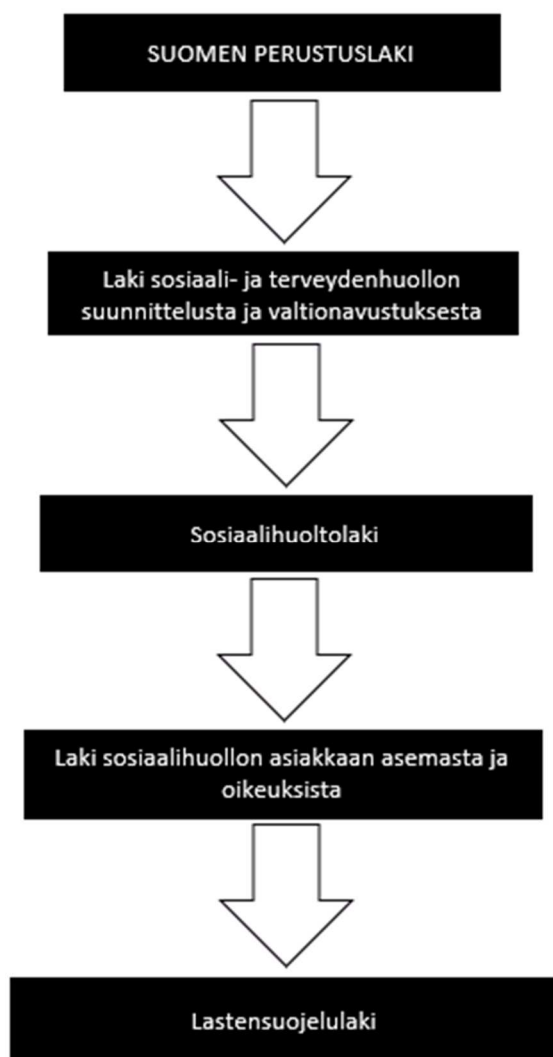 SUOMEN PERUSTUSLAKI
Laki sosiaali- ja terveydenhuollon
suunnittelusta ja valtionavustuksesta
Sosiaalihuoltolaki
Laki sosiaalihuollon asiakkaan asemasta ja
oikeuksista
Lastensuojelulaki